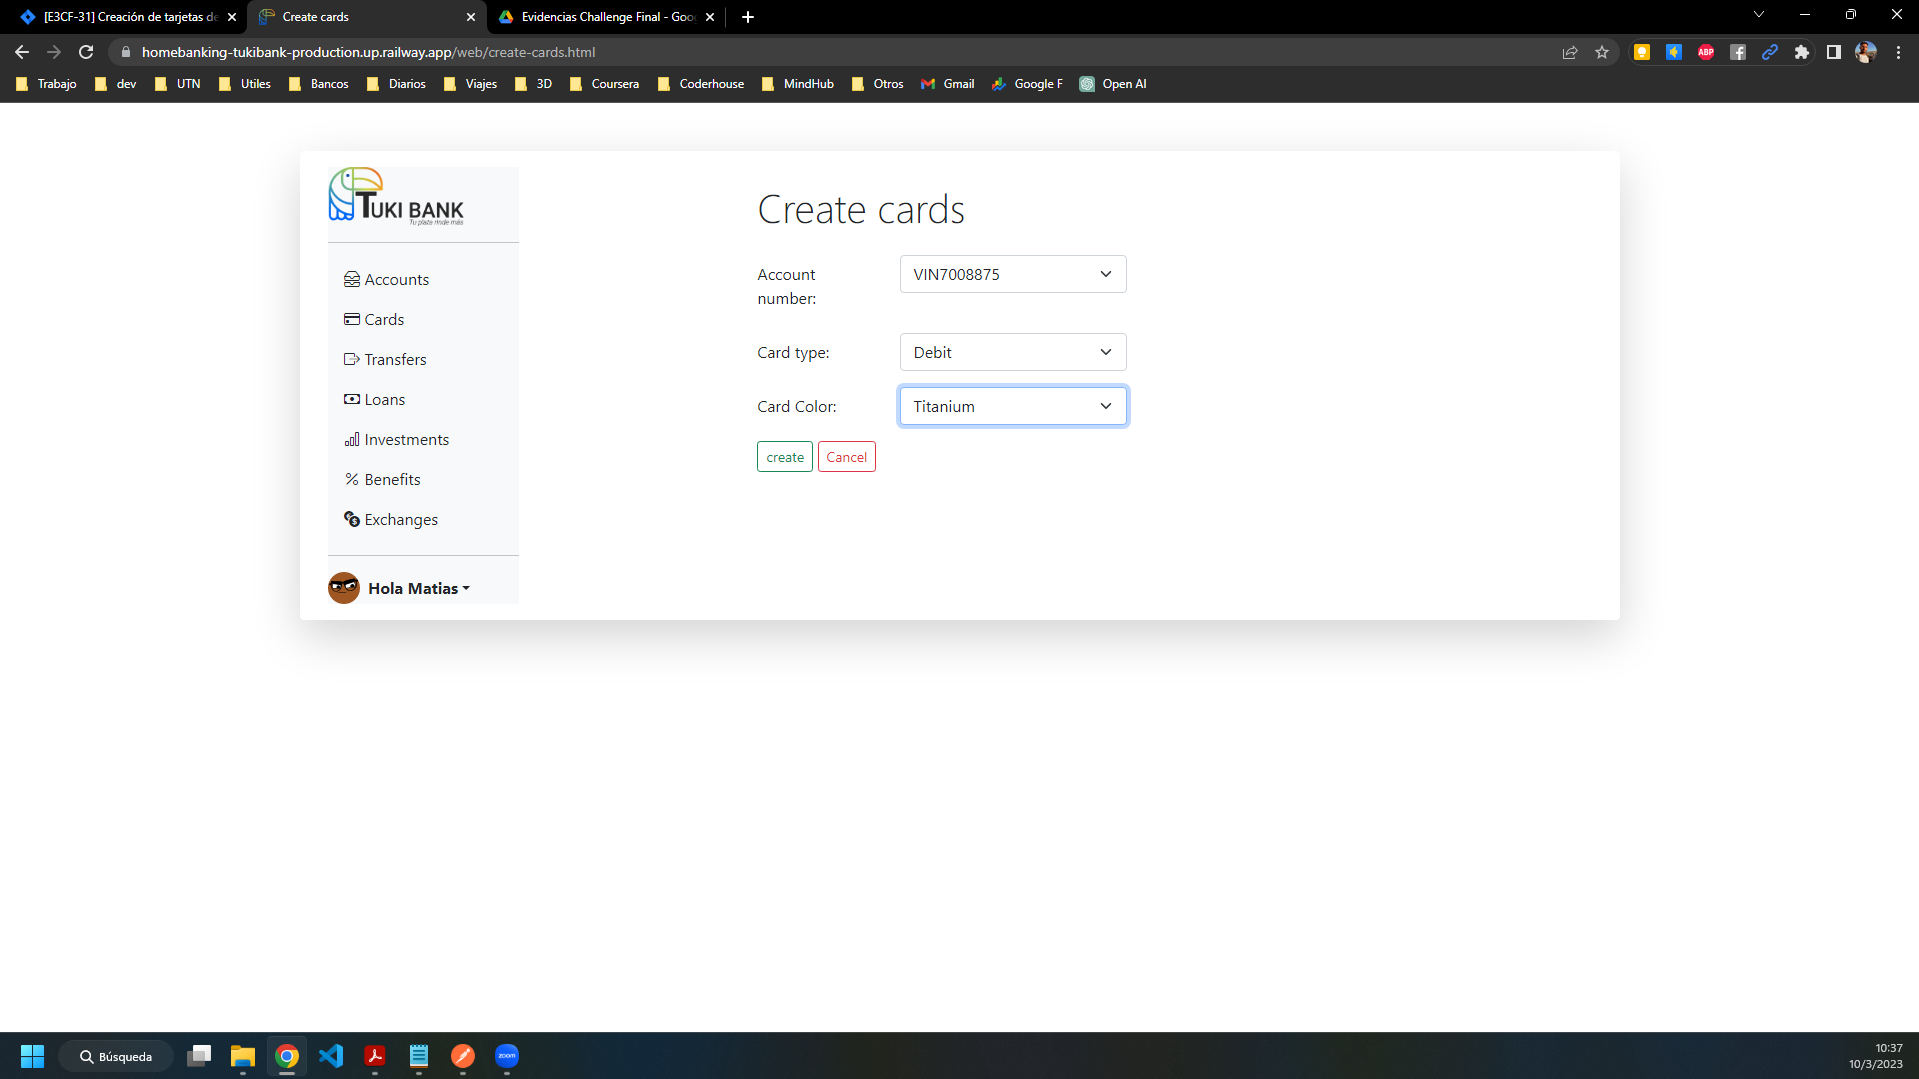 [E3CF-31] Creación de tarjetas de
Create cards
Evidencias Challenge Final - Goo
homebanking-tukibank-production.up.railway.app/web/create-cards.html
ABP
Trabajo
dev
UTN
Utiles
Bancos
Diarios
Viajes
3D
Coursera
Coderhouse
MindHub
Otros
Gmail
Google F
Open AI
TUKI BANK
Tu plata rinde más
Accounts
Cards
Transfers
Loans
Investments
Benefits
Exchanges
Hola Matias
Create cards
Account number:
VIN7008875
Card type:
Debit
Card Color:
Titanium
create
Cancel
Búsqueda
zoom
10:37
10/3/2023